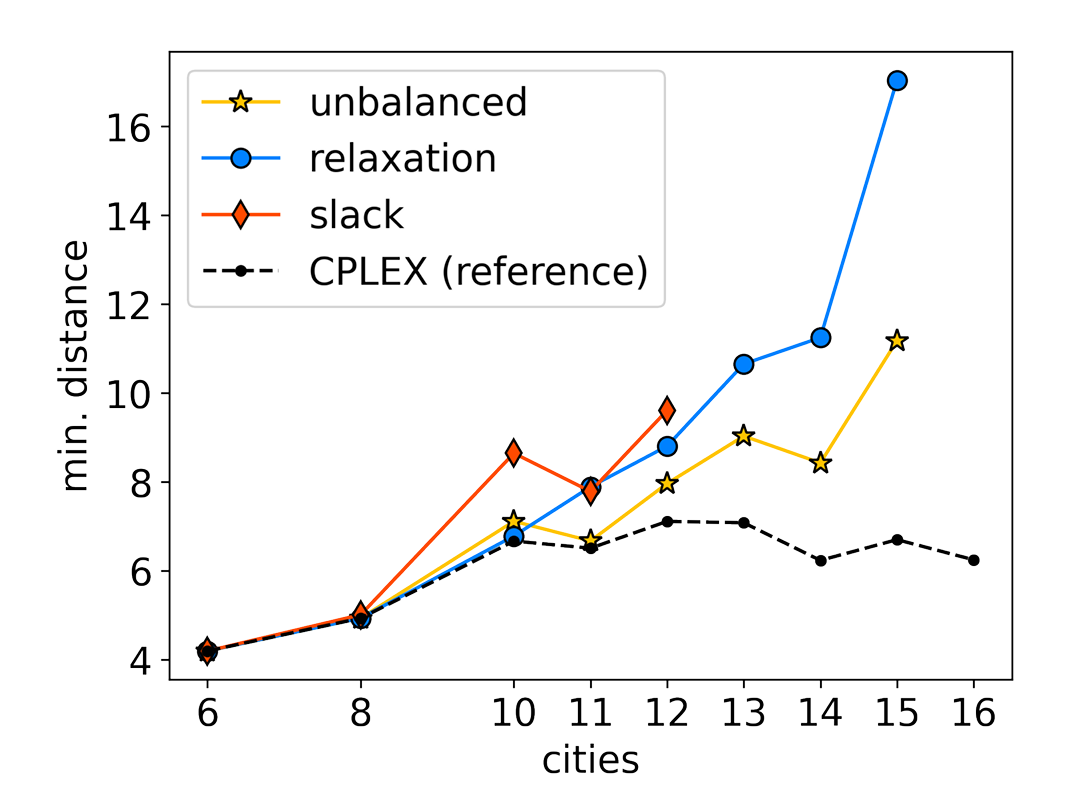 unbalanced
relaxation
slack
CPLEX (reference)
min. distance
16
14
12
10
8
6
4
6 8 10 11 12 13 14 15 16
cities